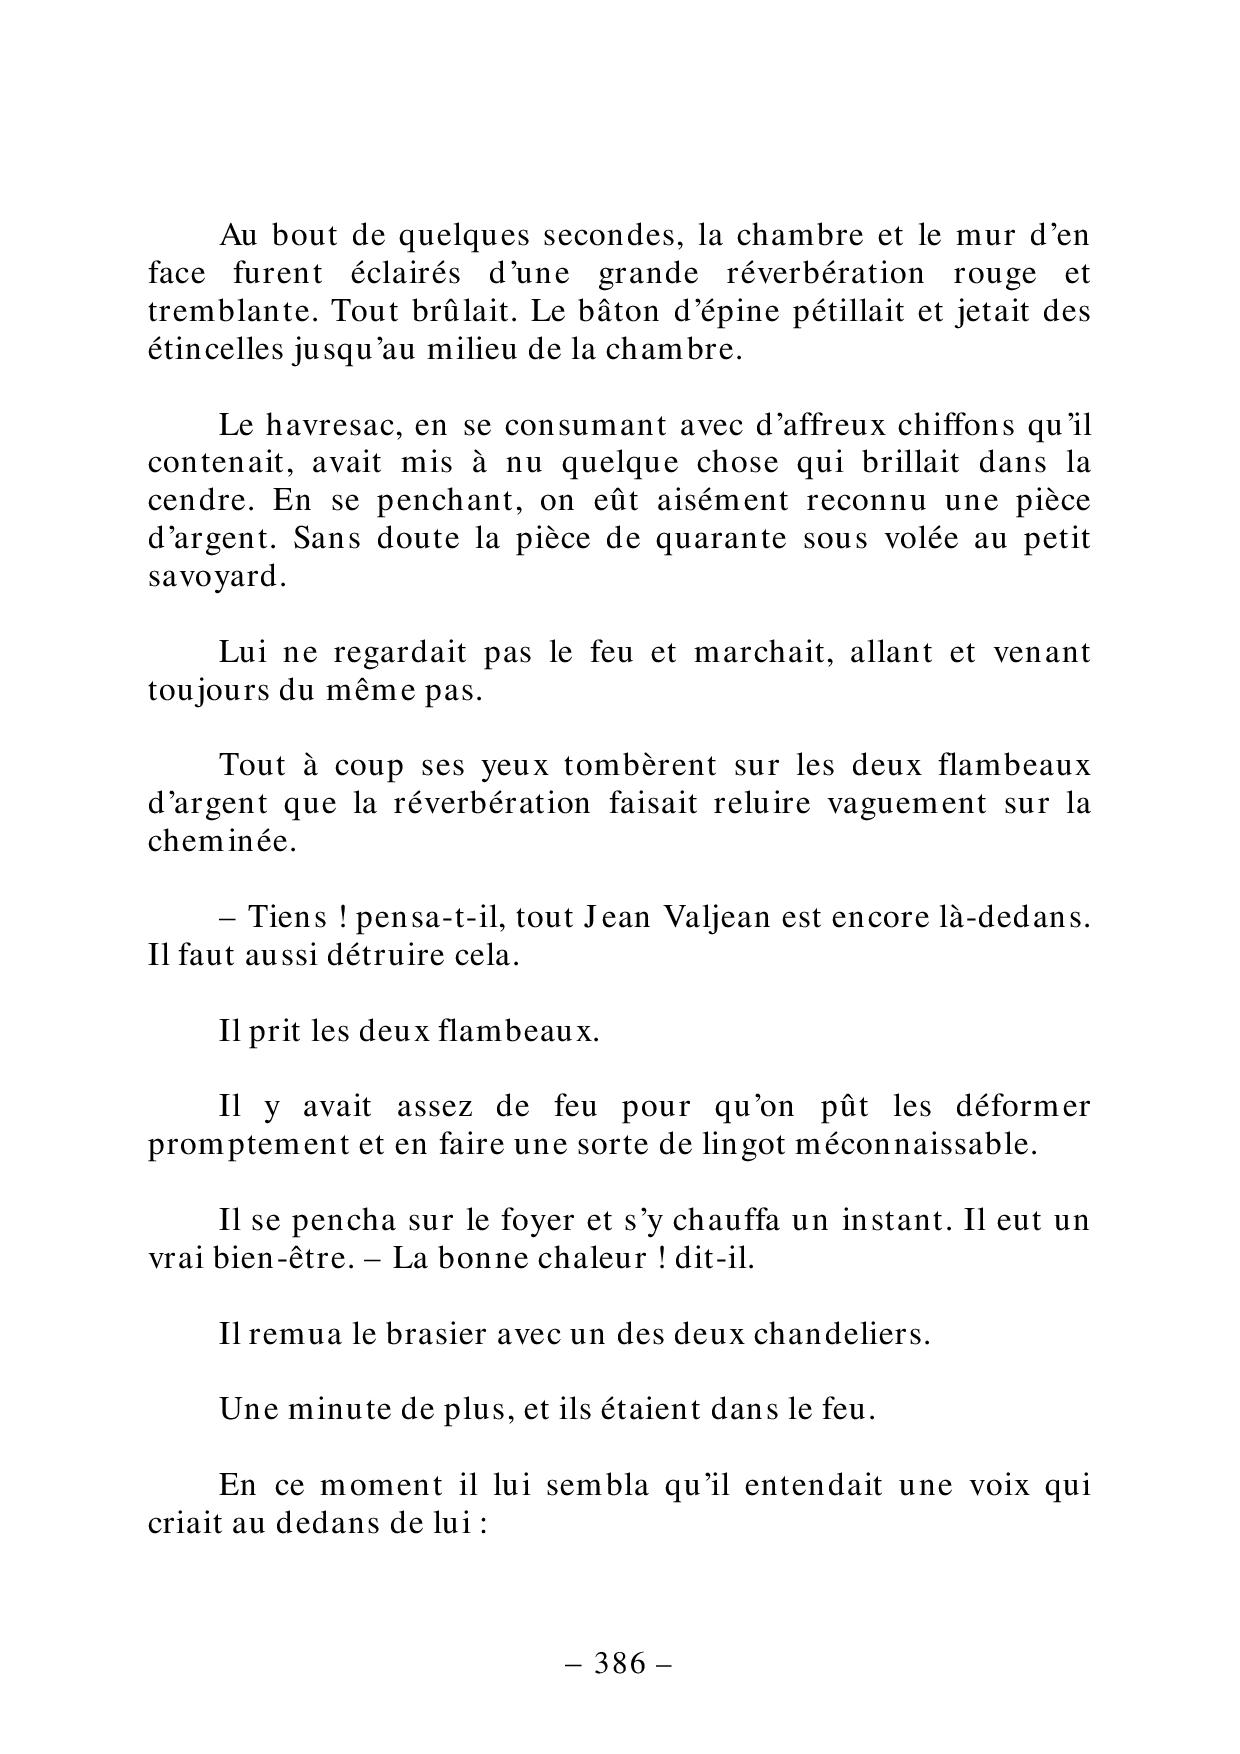 Au bout de quelques secondes, la chambre et le mur d’en
face furent éclairés d’une grande réverbération rouge et
tremblante. Tout brûlait. Le bâton d’épine pétillait et jetait des
étincelles jusqu’au milieu de la chambre.
Le havresac, en se consumant avec d’affreux chiffons qu’il
contenait, avait mis à nu quelque chose qui brillait dans la
cendre. En se penchant, on eût aisément reconnu une pièce
d’argent. Sans doute la pièce de quarante sous volée au petit
savoyard.
Lui ne regardait pas le feu et marchait, allant et venant
toujours du même pas.
Tout à coup ses yeux tombèrent sur les deux flambeaux
d’argent que la réverbération faisait reluire vaguement sur la
cheminée.
– Tiens ! pensa-t-il, tout Jean Valjean est encore là-dedans.
Il faut aussi détruire cela.
Il prit les deux flambeaux.
Il y avait assez de feu pour qu’on pût les déformer
promptement et en faire une sorte de lingot méconnaissable.
Il se pencha sur le foyer et s’y chauffa un instant. Il eut un
vrai bien-être. – La bonne chaleur ! dit-il.
Il remua le brasier avec un des deux chandeliers.
Une minute de plus, et ils étaient dans le feu.
En ce moment il lui sembla qu’il entendait une voix qui
criait au dedans de lui :
– 386 –